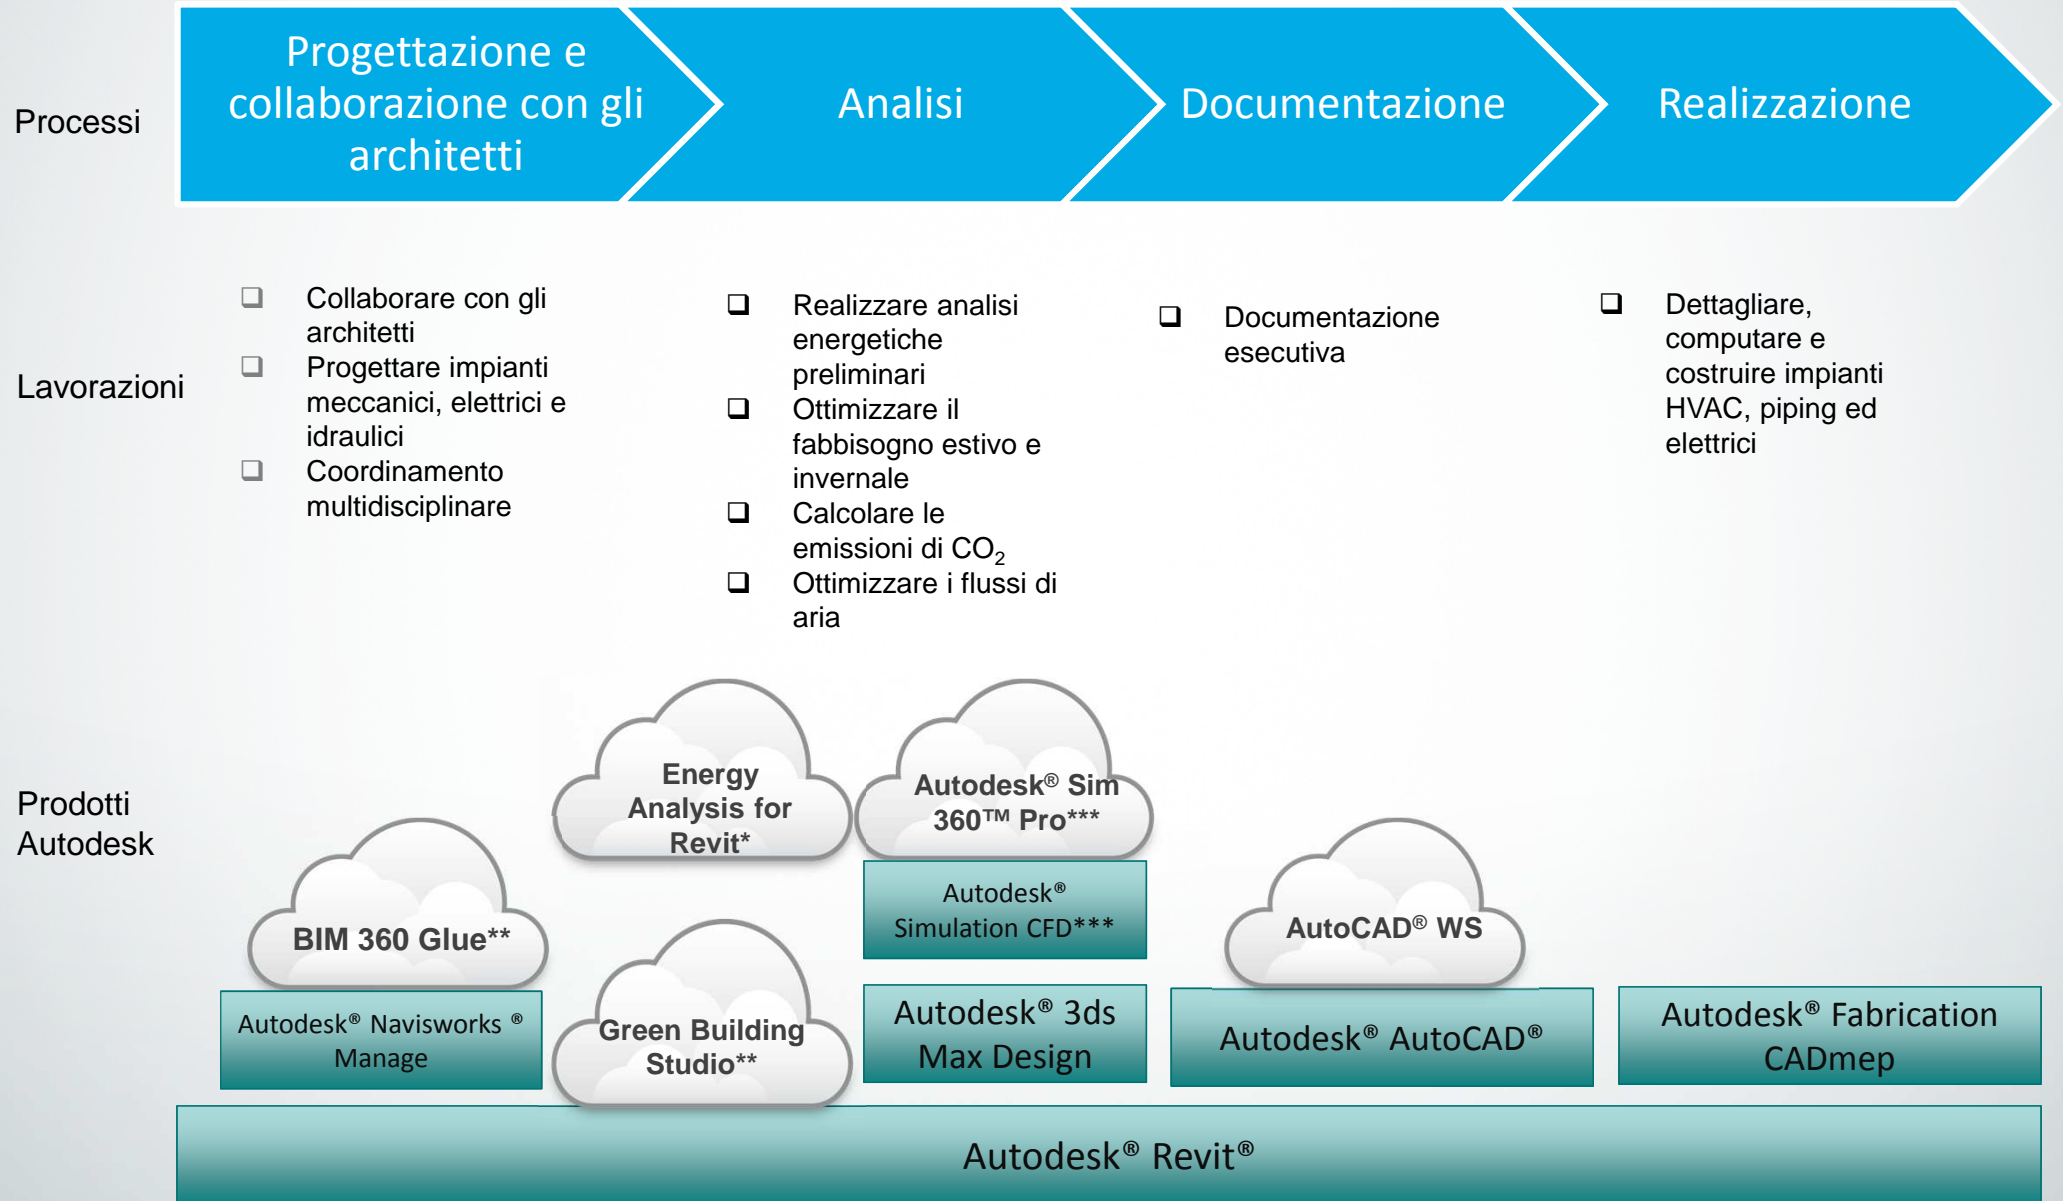 Processi
Progettazione e
collaborazione con gli
architetti
Analisi
Documentazione
Realizzazione
Lavorazioni
❑ Collaborare con gli
architetti
❑ Progettare impianti
meccanici, elettrici e
idraulici
❑ Coordinamento
multidisciplinare
❑ Realizzare analisi
energetiche
preliminari
❑ Ottimizzare il
fabbisogno estivo e
invernale
❑ Calcolare le
emissioni di CO₂
❑ Ottimizzare i flussi di
aria
❑ Documentazione
esecutiva
❑ Dettagliare,
computare e
costruire impianti
HVAC, piping ed
elettrici
Prodotti
Autodesk
BIM 360 Glue**
Autodesk® Navisworks ®
Manage
Energy
Analysis for
Revit*
Green Building
Studio**
Autodesk® Sim
360™ Pro***
Autodesk®
Simulation CFD***
Autodesk® 3ds
Max Design
AutoCAD® WS
Autodesk® AutoCAD®
Autodesk® Fabrication
CADmep
Autodesk® Revit®